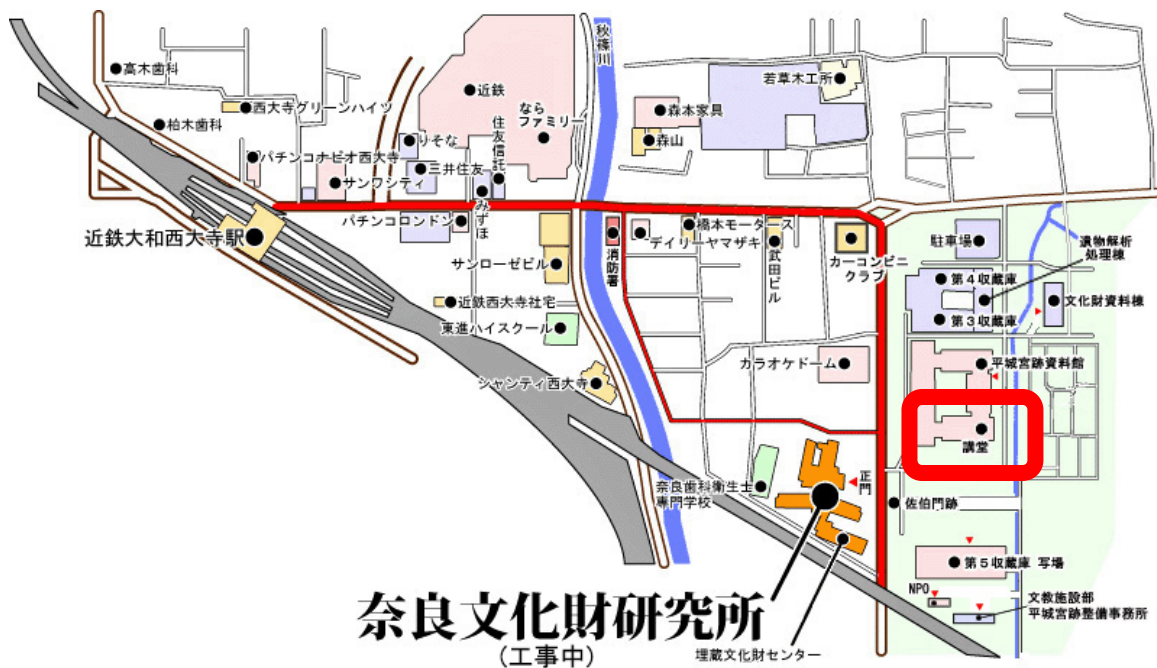 高木歯科
西大寺グリーンハイツ
柏木歯科
近鉄
なら
ファミリー
秋篠川
若草木工所
森本家具
森山
りそな
三井住友
住友信託
みずほ
パチンコナビオ西大寺
サンワシティ
パチンコロンドン
近鉄大和西大寺駅
サンローゼビル
消防署
デイリーヤマザキ
橋本モータース
武田ビル
カーコンビニ
クラブ
駐車場
遺物解析
処理棟
第4収蔵庫
第3収蔵庫
文化財資料棟
近鉄西大寺社宅
東進ハイスクール
シャンティ西大寺
カラオケドーム
平城宮跡資料館
講堂
奈良歯科衛生士
専門学校
正門
佐伯門跡
第5収蔵庫 写場
NPO
文教施設部
平城宮跡整備事務所
奈良文化財研究所
(工事中)
埋蔵文化財センター